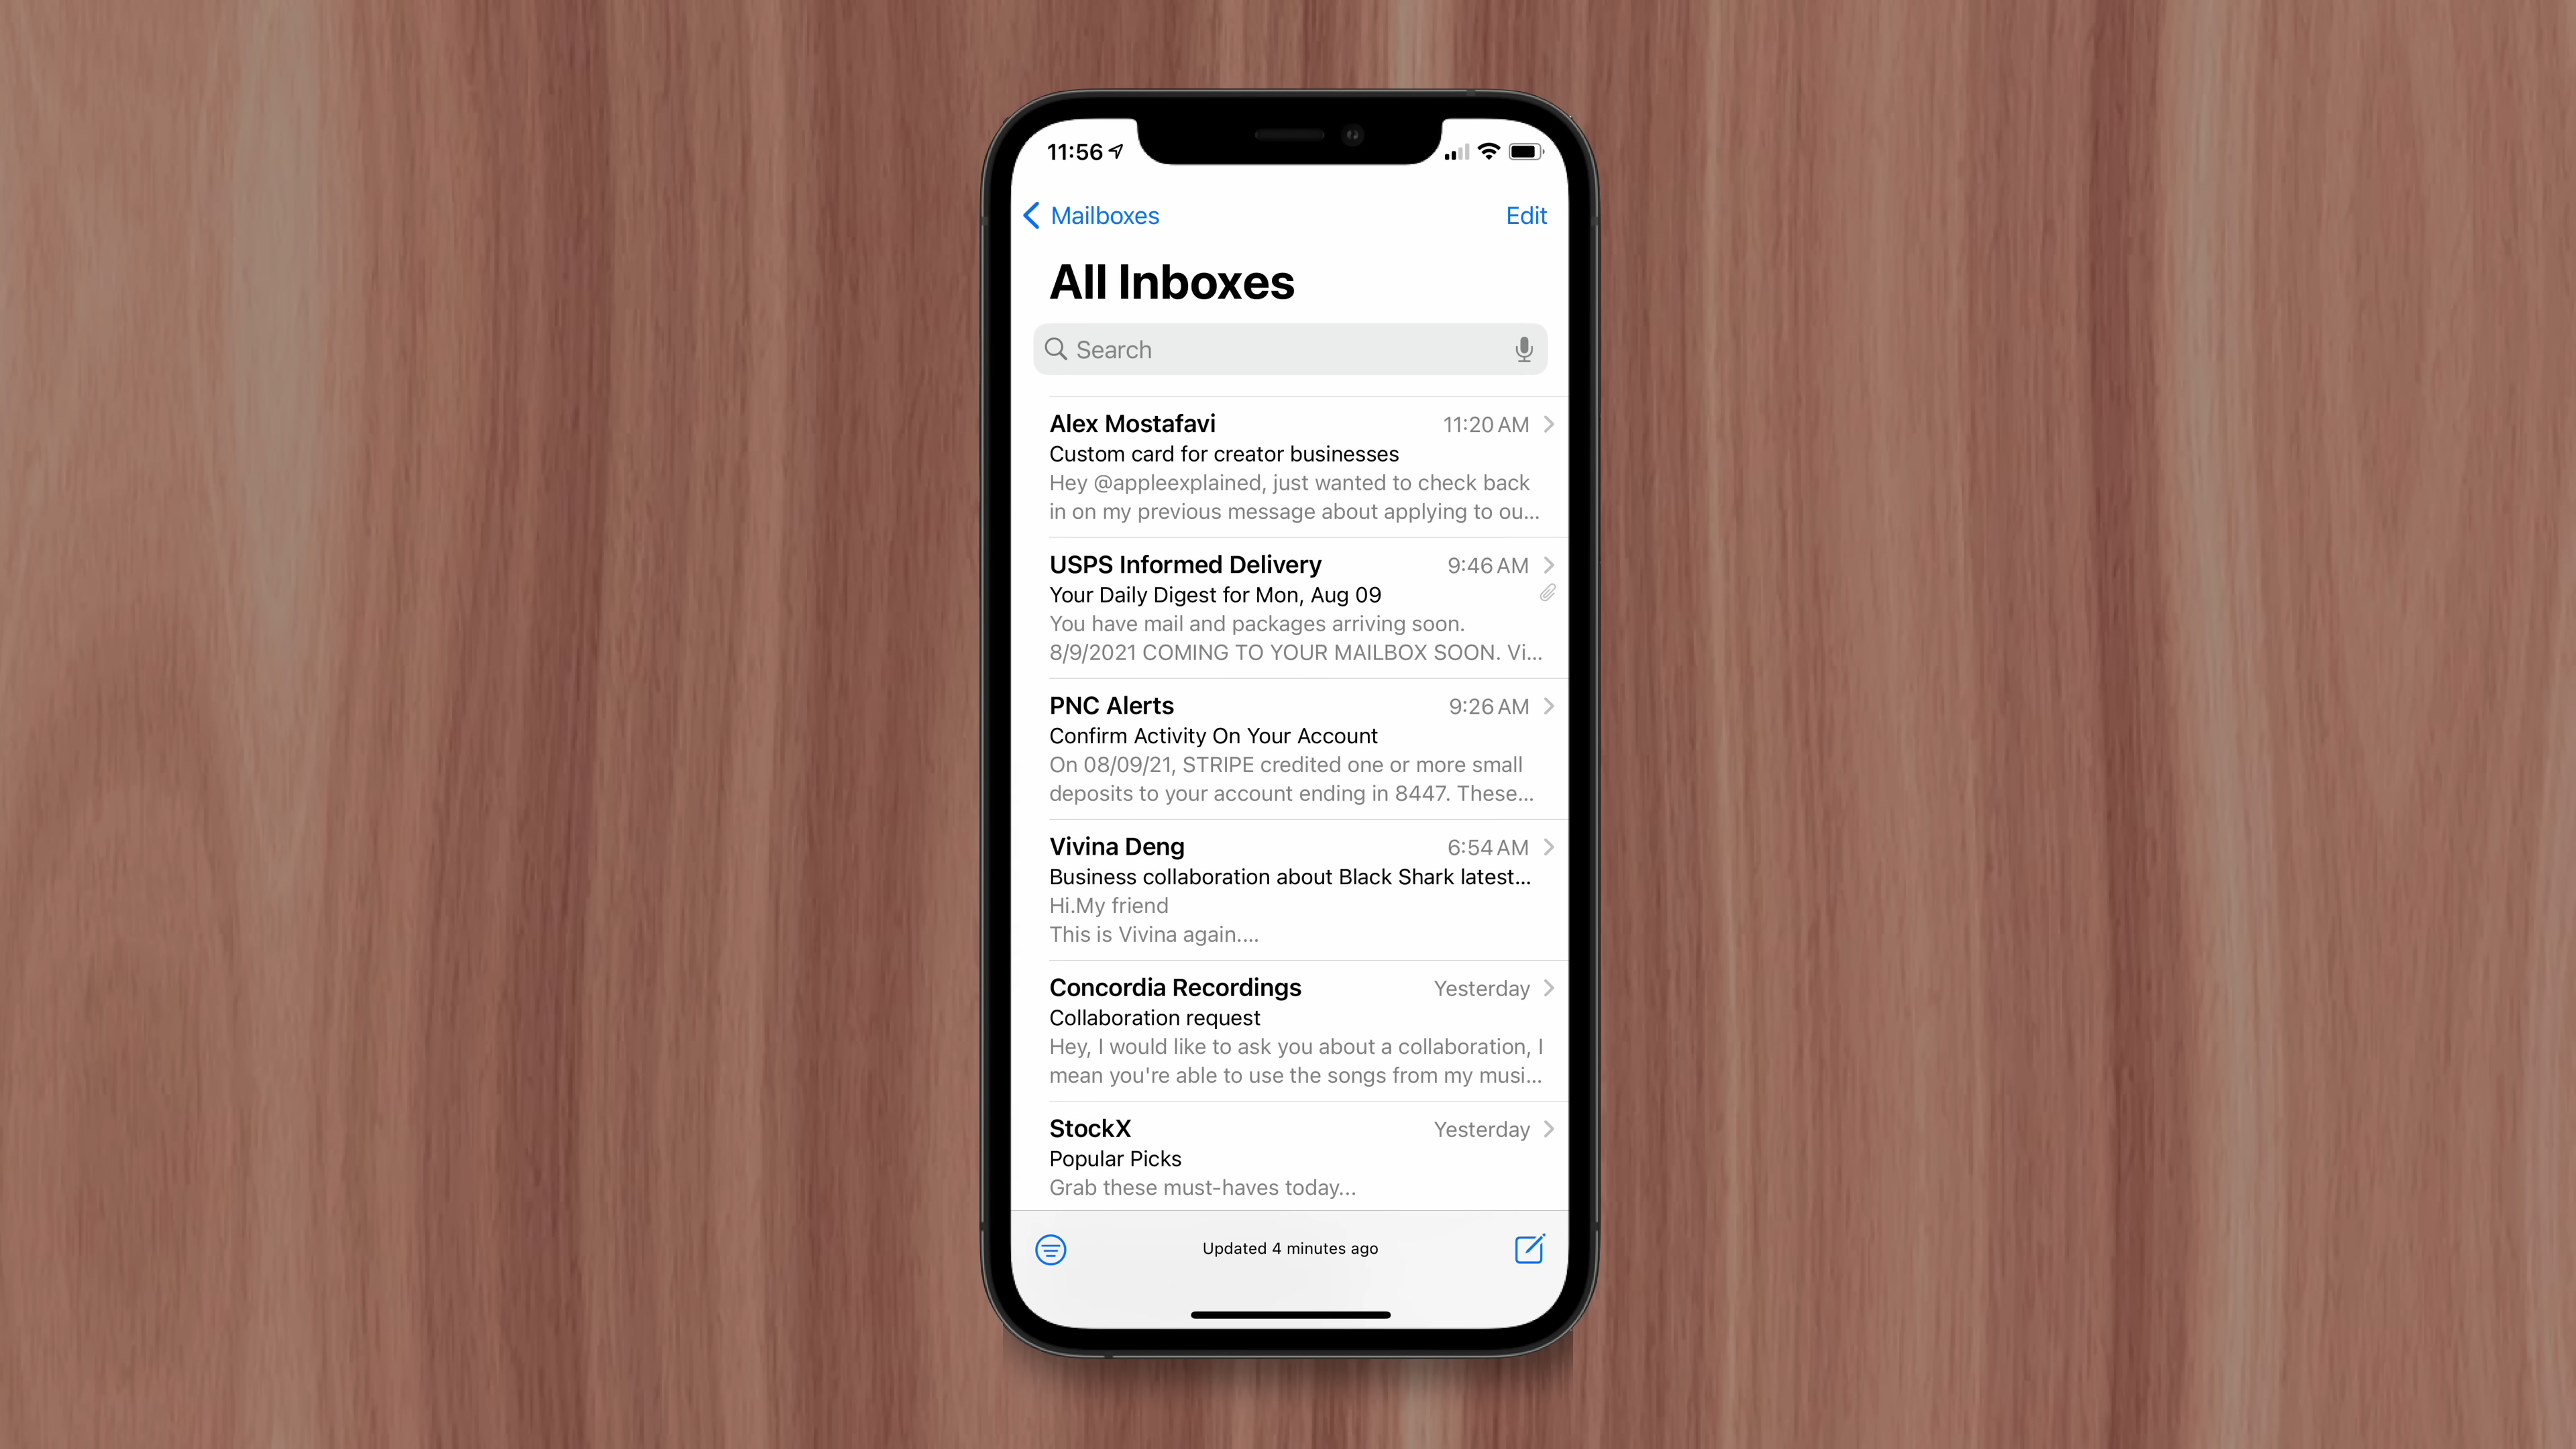 11:56
Mailboxes
Edit
All Inboxes
Search
Alex Mostafavi
11:20 AM
Custom card for creator businesses
Hey @appleexplained, just wanted to check back
in on my previous message about applying to ou...
USPS Informed Delivery
9:46 AM
Your Daily Digest for Mon, Aug 09
You have mail and packages arriving soon.
8/9/2021 COMING TO YOUR MAILBOX SOON. Vi...
PNC Alerts
9:26 AM
Confirm Activity On Your Account
On 08/09/21, STRIPE credited one or more small
deposits to your account ending in 8447. These...
Vivina Deng
6:54 AM
Business collaboration about Black Shark latest...
Hi.My friend
This is Vivina again....
Concordia Recordings
Yesterday
Collaboration request
Hey, I would like to ask you about a collaboration, I
mean you're able to use the songs from my musi...
StockX
Yesterday
Popular Picks
Grab these must-haves today...
Updated 4 minutes ago